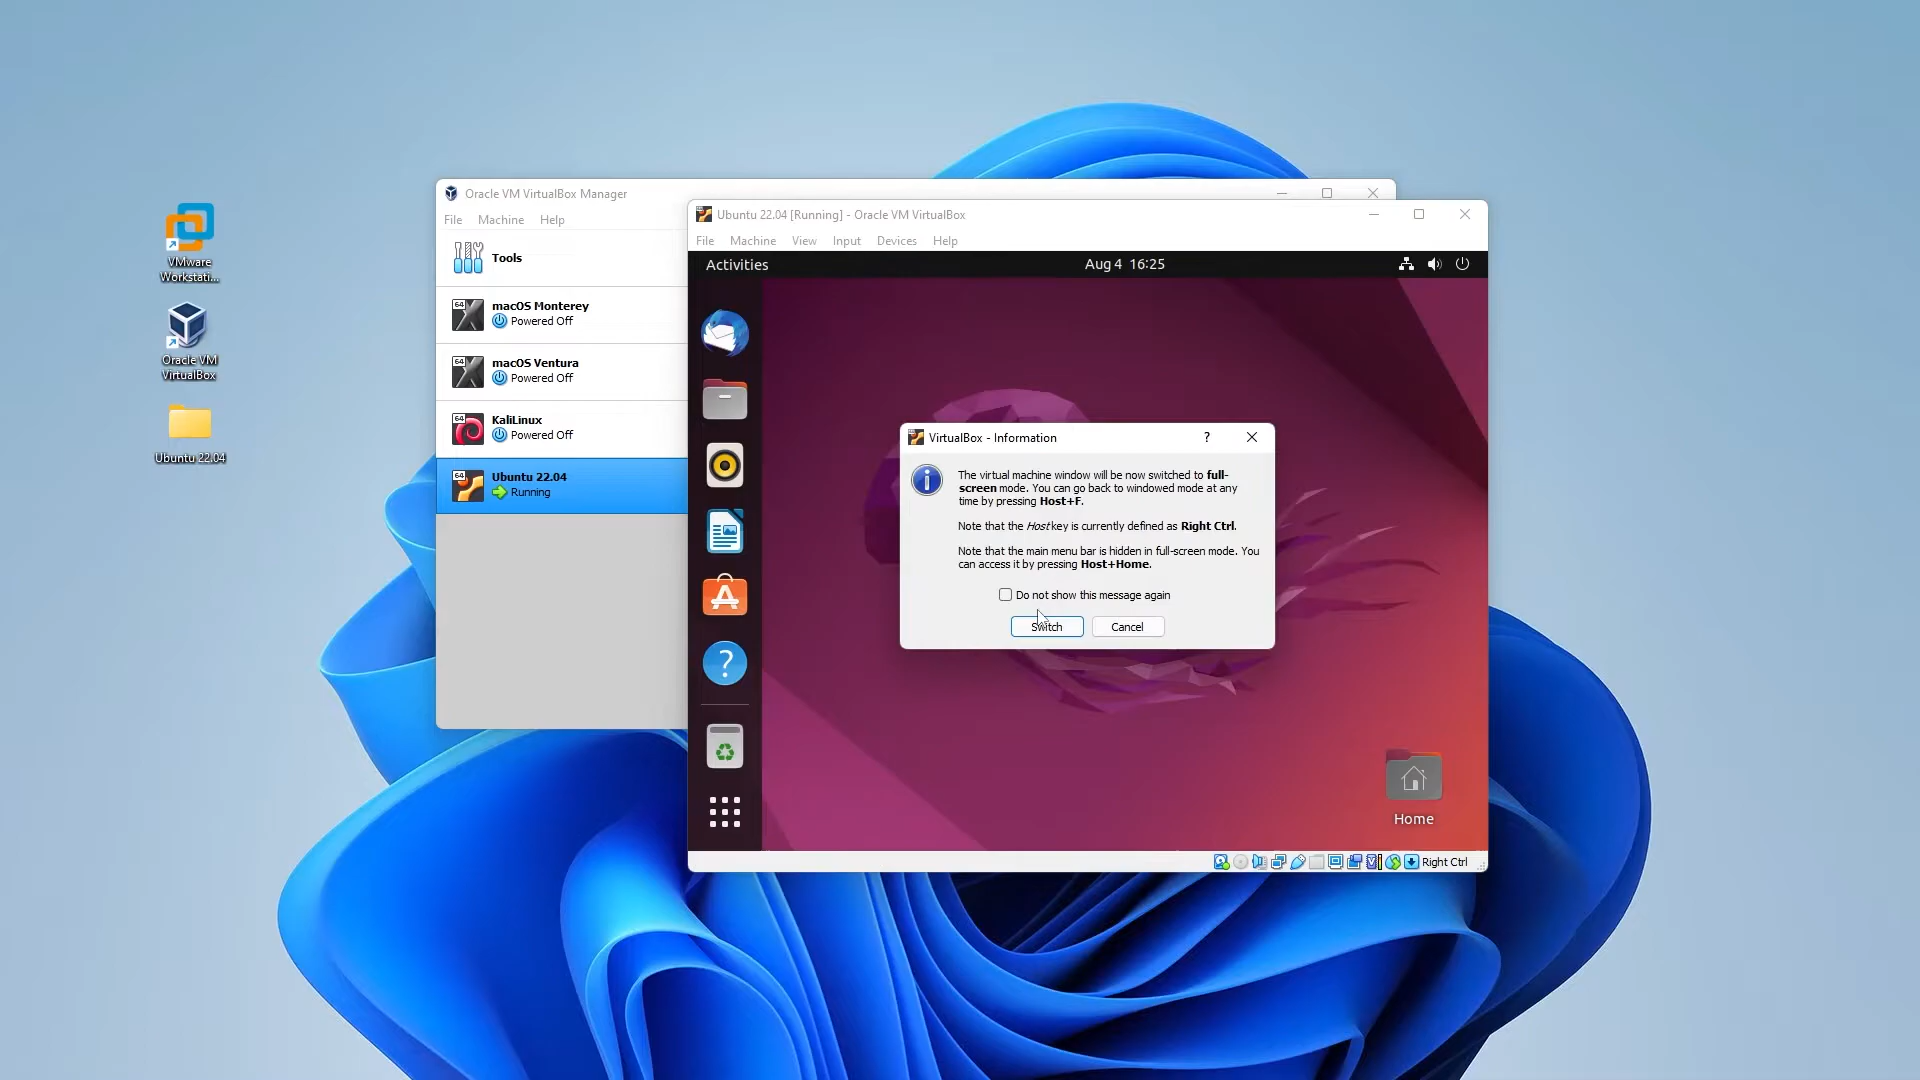 VMware
Workstati...
Oracle VM
VirtualBox
Ubuntu 22.04
Oracle VM VirtualBox Manager
File Machine Help
Tools
64
macOS Monterey
Powered Off
64
macOS Ventura
Powered Off
64
KaliLinux
Powered Off
64
Ubuntu 22.04
Running
Ubuntu 22.04 [Running] - Oracle VM VirtualBox
File Machine View Input Devices Help
Activities
Aug 4 16:25
VirtualBox - Information
?
The virtual machine window will be now switched to full-
screen mode. You can go back to windowed mode at any
time by pressing Host+F.
Note that the Host key is currently defined as Right Ctrl.
Note that the main menu bar is hidden in full-screen mode. You
can access it by pressing Host+Home.
Do not show this message again
Switch
Cancel
Home
Right Ctrl